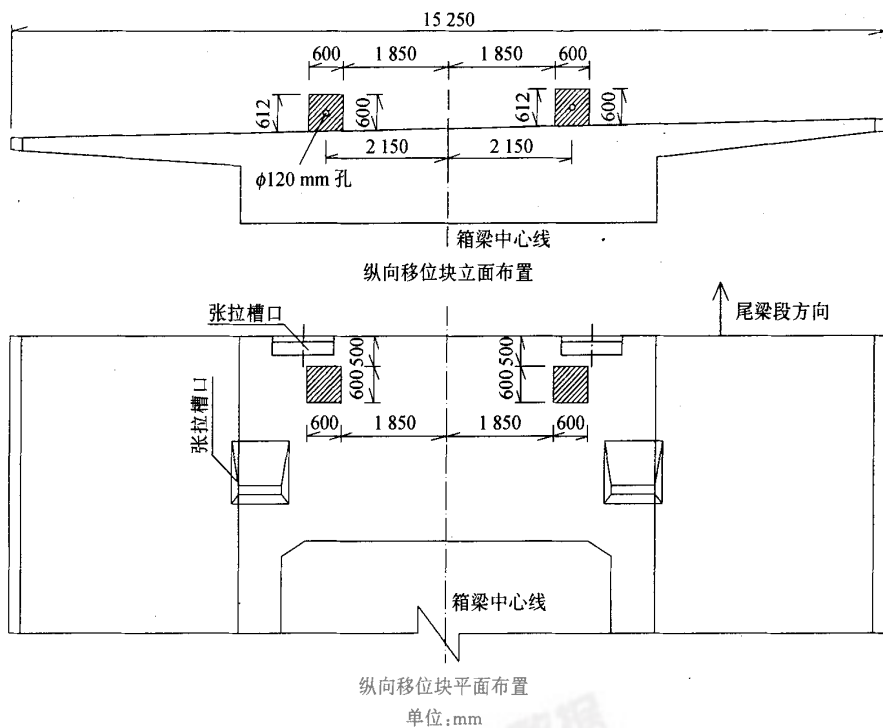 15 250
600 1 850 1 850 600
612 600 612 600
2 150 2 150
φ120 mm 孔
箱梁中心线
纵向移位块立面布置
张拉槽口
尾梁段方向
500 500
600 600
张拉槽口
600 1 850 1 850 600
箱梁中心线
纵向移位块平面布置
单位:mm